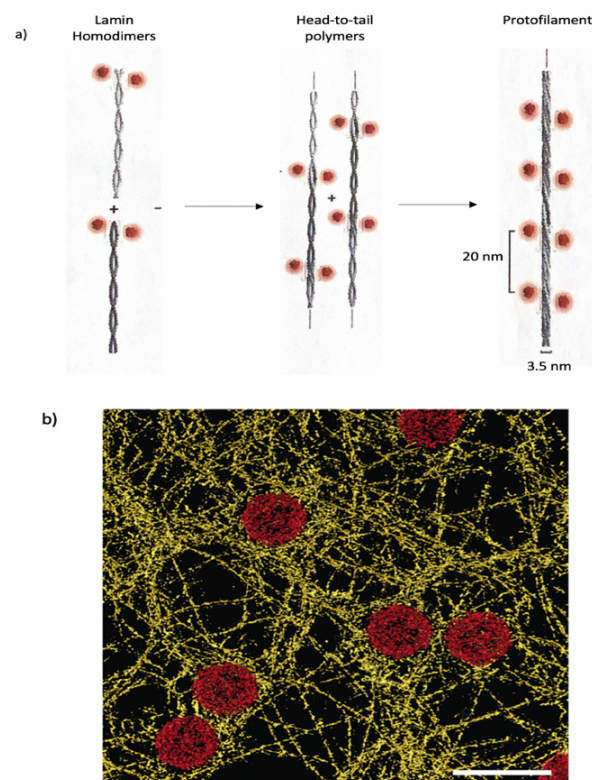 a)
Lamin
Homodimers
Head-to-tail
polymers
Protofilament
+
-
+
20 nm
3.5 nm
b)